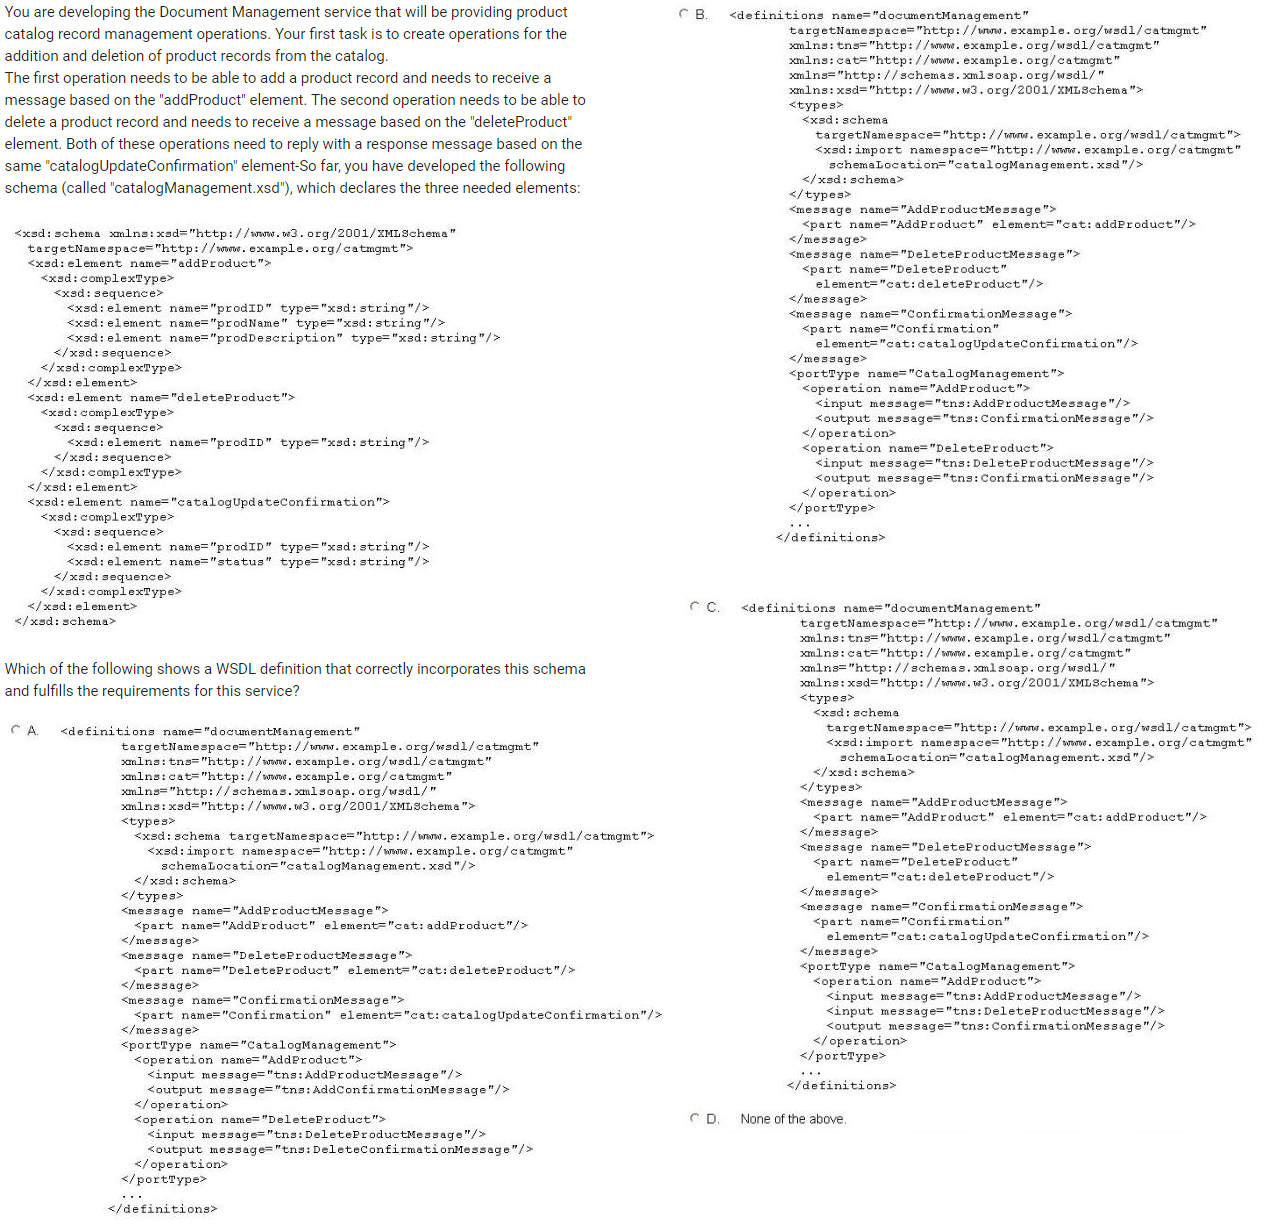 You are developing the Document Management service that will be providing product
catalog record management operations. Your first task is to create operations for the
addition and deletion of product records from the catalog.
The first operation needs to be able to add a product record and needs to receive a
message based on the "addProduct" element. The second operation needs to be able to
delete a product record and needs to receive a message based on the "deleteProduct"
element. Both of these operations need to reply with a response message based on the
same "catalogUpdateConfirmation" element-So far, you have developed the following
schema (called "catalogManagement.xsd"), which declares the three needed elements:
<xsd:schema xmlns:xsd="http://www.w3.org/2001/XMLSchema"
targetNamespace="http://www.example.org/catmgmt">
<xsd:element name="addProduct">
<xsd:complexType>
<xsd:sequence>
<xsd:element name="prodID" type="xsd:string"/>
<xsd:element name="prodName" type="xsd:string"/>
<xsd:element name="prodDescription" type="xsd:string"/>
</xsd:sequence>
</xsd:complexType>
</xsd:element>
<xsd:element name="deleteProduct">
<xsd:complexType>
<xsd:sequence>
<xsd:element name="prodID" type="xsd:string"/>
</xsd:sequence>
</xsd:complexType>
</xsd:element>
<xsd:element name="catalogUpdateConfirmation">
<xsd:complexType>
<xsd:sequence>
<xsd:element name="prodID" type="xsd:string"/>
<xsd:element name="status" type="xsd:string"/>
</xsd:sequence>
</xsd:complexType>
</xsd:element>
</xsd:schema>
Which of the following shows a WSDL definition that correctly incorporates this schema
and fulfills the requirements for this service?
A. <definitions name="documentManagement"
targetNamespace="http://www.example.org/wsdl/catmgmt"
xmlns:tns="http://www.example.org/wsdl/catmgmt"
xmlns:cat="http://www.example.org/catmgmt"
xmlns="http://schemas.xmlsoap.org/wsdl/"
xmlns:xsd="http://www.w3.org/2001/XMLSchema">
<types>
<xsd:schema targetNamespace="http://www.example.org/wsdl/catmgmt">
<xsd:import namespace="http://www.example.org/catmgmt"
schemaLocation="catalogManagement.xsd"/>
</xsd:schema>
</types>
<message name="AddProductMessage">
<part name="AddProduct" element="cat:addProduct"/>
</message>
<message name="DeleteProductMessage">
<part name="DeleteProduct" element="cat:deleteProduct"/>
</message>
<message name="ConfirmationMessage">
<part name="Confirmation" element="cat:catalogUpdateConfirmation"/>
</message>
<portType name="CatalogManagement">
<operation name="AddProduct">
<input message="tns:AddProductMessage"/>
<output message="tns:AddConfirmationMessage"/>
</operation>
<operation name="DeleteProduct">
<input message="tns:DeleteProductMessage"/>
<output message="tns:DeleteConfirmationMessage"/>
</operation>
</portType>
...
</definitions>
B. <definitions name="documentManagement"
targetNamespace="http://www.example.org/wsdl/catmgmt"
xmlns:tns="http://www.example.org/wsdl/catmgmt"
xmlns:cat="http://www.example.org/catmgmt"
xmlns="http://schemas.xmlsoap.org/wsdl/"
xmlns:xsd="http://www.w3.org/2001/XMLSchema">
<types>
<xsd:schema
targetNamespace="http://www.example.org/wsdl/catmgmt">
<xsd:import namespace="http://www.example.org/catmgmt"
schemaLocation="catalogManagement.xsd"/>
</xsd:schema>
</types>
<message name="AddProductMessage">
<part name="AddProduct" element="cat:addProduct"/>
</message>
<message name="DeleteProductMessage">
<part name="DeleteProduct"
element="cat:deleteProduct"/>
</message>
<message name="ConfirmationMessage">
<part name="Confirmation"
element="cat:catalogUpdateConfirmation"/>
</message>
<portType name="CatalogManagement">
<operation name="AddProduct">
<input message="tns:AddProductMessage"/>
<output message="tns:ConfirmationMessage"/>
</operation>
<operation name="DeleteProduct">
<input message="tns:DeleteProductMessage"/>
<output message="tns:ConfirmationMessage"/>
</operation>
</portType>
...
</definitions>
C. <definitions name="documentManagement"
targetNamespace="http://www.example.org/wsdl/catmgmt"
xmlns:tns="http://www.example.org/wsdl/catmgmt"
xmlns:cat="http://www.example.org/catmgmt"
xmlns="http://schemas.xmlsoap.org/wsdl/"
xmlns:xsd="http://www.w3.org/2001/XMLSchema">
<types>
<xsd:schema
targetNamespace="http://www.example.org/wsdl/catmgmt">
<xsd:import namespace="http://www.example.org/catmgmt"
schemaLocation="catalogManagement.xsd"/>
</xsd:schema>
</types>
<message name="AddProductMessage">
<part name="AddProduct" element="cat:addProduct"/>
</message>
<message name="DeleteProductMessage">
<part name="DeleteProduct"
element="cat:deleteProduct"/>
</message>
<message name="ConfirmationMessage">
<part name="Confirmation"
element="cat:catalogUpdateConfirmation"/>
</message>
<portType name="CatalogManagement">
<operation name="AddProduct">
<input message="tns:AddProductMessage"/>
<input message="tns:DeleteProductMessage"/>
<output message="tns:ConfirmationMessage"/>
</operation>
</portType>
...
</definitions>
D. None of the above.